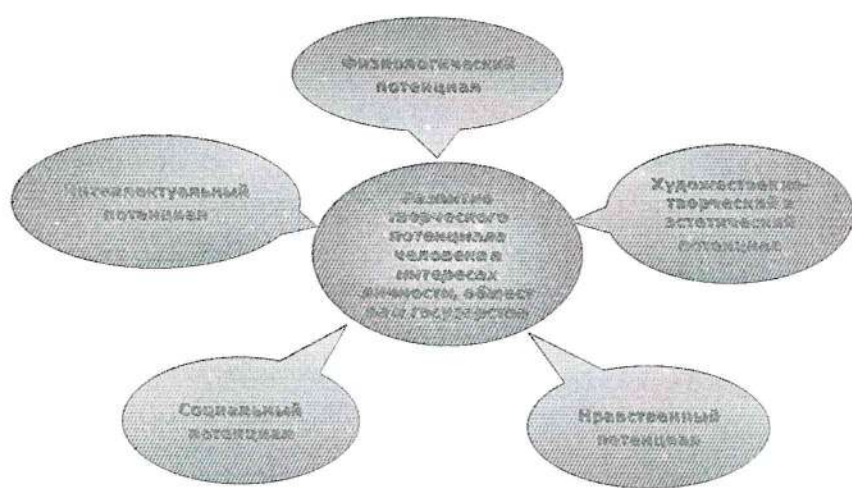 Физиологический
потенциал
Интеллектуальный
потенциал
Развитие
творческого
потенциала
человека в
интересах
личности, общест
ва и государства
Художественно-
творческий и
эстетический
потенциал
Социальный
потенциал
Нравственный
потенциал